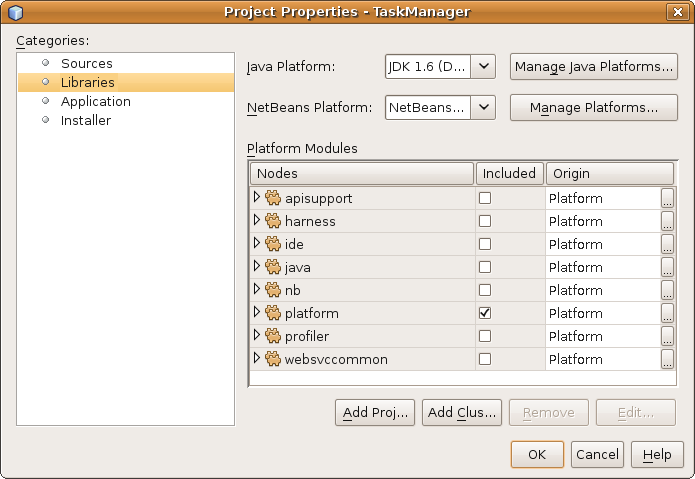 Project Properties - TaskManager
Categories:
Sources
Libraries
Application
Installer
Java Platform: JDK 1.6 (D... Manage Java Platforms...
NetBeans Platform: NetBeans... Manage Platforms...
Platform Modules
Nodes Included Origin
apisupport Platform ...
harness Platform ...
ide Platform ...
java Platform ...
nb Platform ...
platform Platform ...
profiler Platform ...
websvccommon Platform ...
Add Proj... Add Clus... Remove Edit...
OK Cancel Help